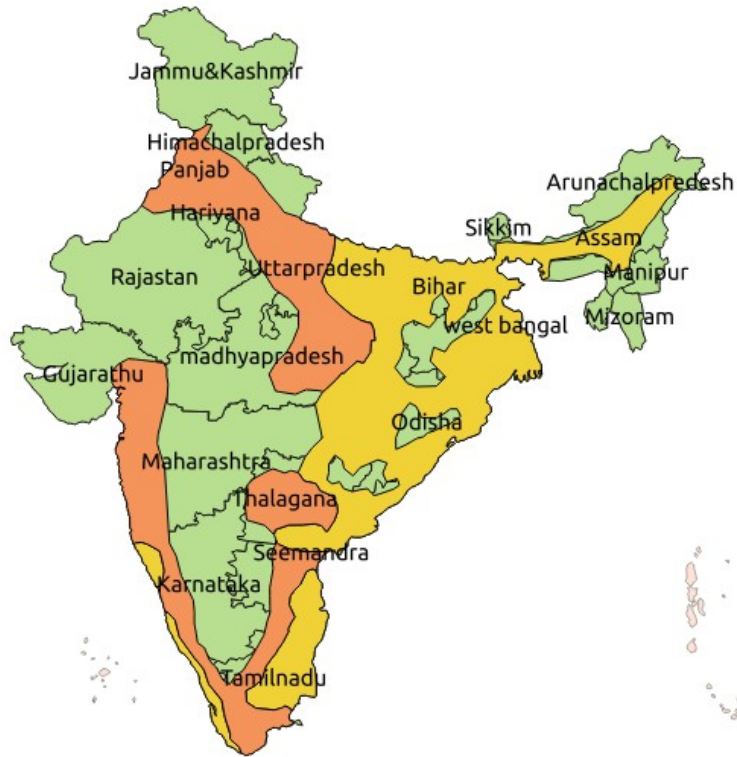 Jammu&Kashmir
Himachalpradesh
Panjab
Arunachalpredesh
Hariyana
Sikkim
Assam
Uttarpradesh
Rajastan
Manipur
Bihar
Mizoram
west bangal
madhyapradesh
Gujarathu
Odisha
Maharashtra
Thalagana
Seemandra
Karnataka
Tamilnadu